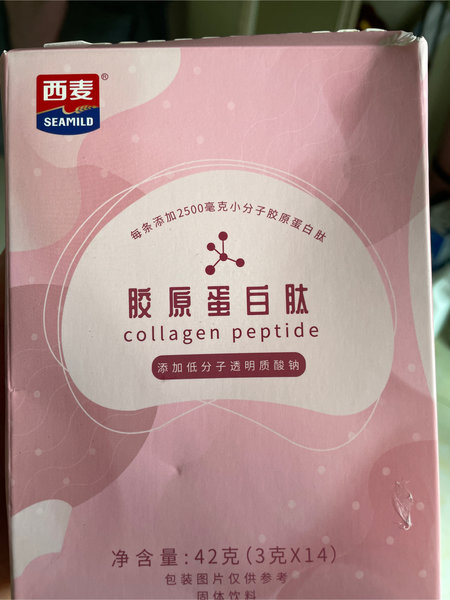 西麦®
SEAMILD
每条添加2500毫克小分子胶原蛋白肽
胶原蛋白肽
collagen peptide
添加低分子透明质酸钠
净含量:42克(3克X14)
包装图片仅供参考
固体饮料